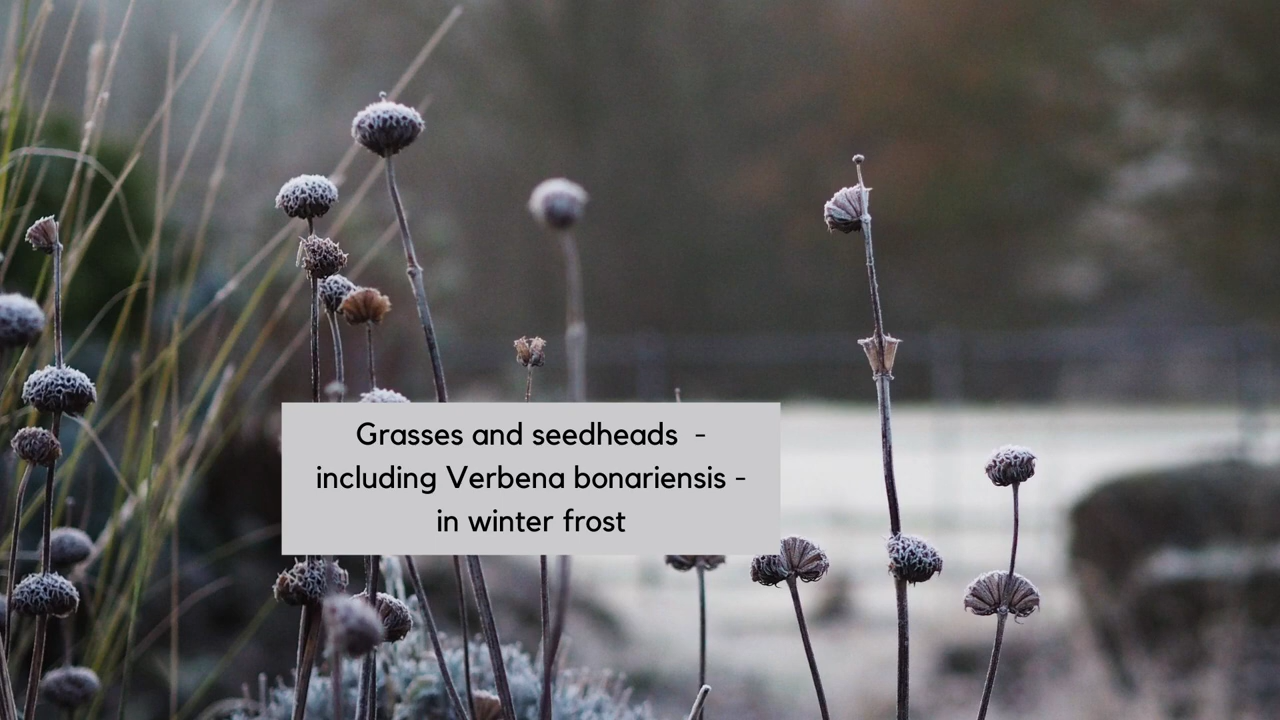 Grasses and seedheads  -
including Verbena bonariensis -
in winter frost